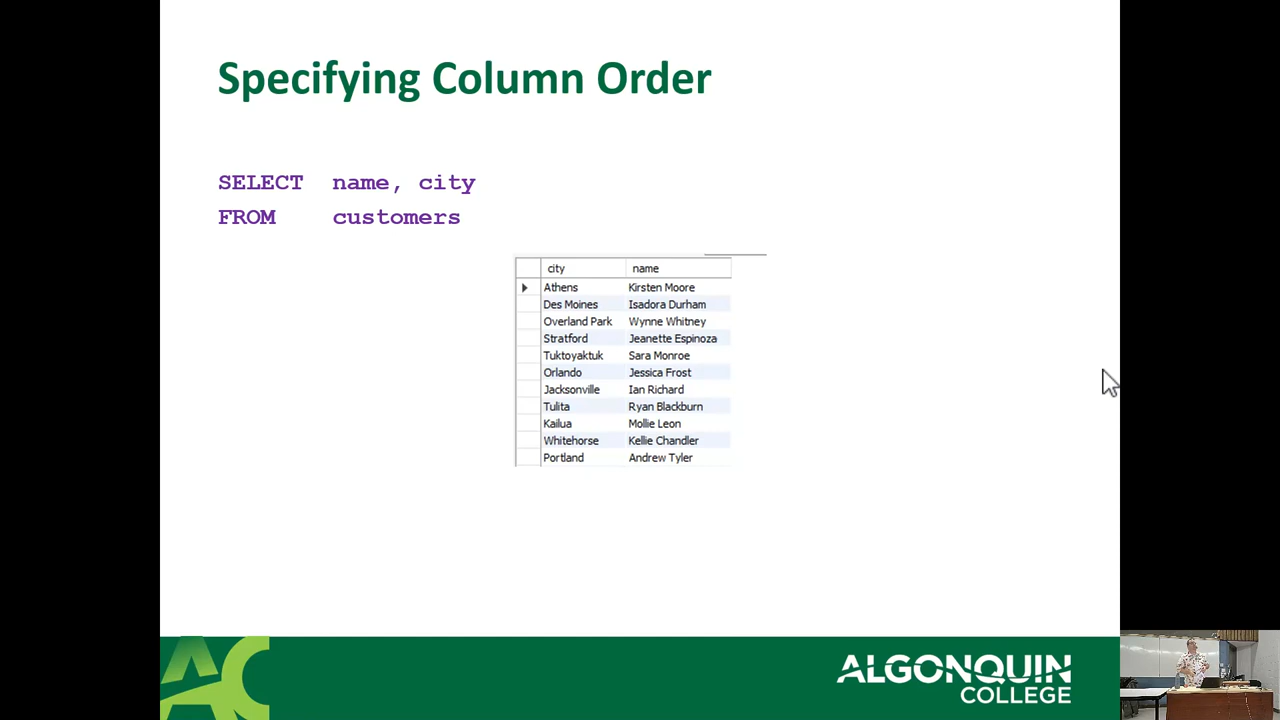 Specifying Column Order
SELECT name, city
FROM customers
city name
Athens Kirsten Moore
Des Moines Isadora Durham
Overland Park Wynne Whitney
Stratford Jeanette Espinoza
Tuktoyaktuk Sara Monroe
Orlando Jessica Frost
Jacksonville Ian Richard
Tulita Ryan Blackburn
Kailua Mollie Leon
Whitehorse Kellie Chandler
Portland Andrew Tyler
AC
ALGONQUIN
COLLEGE